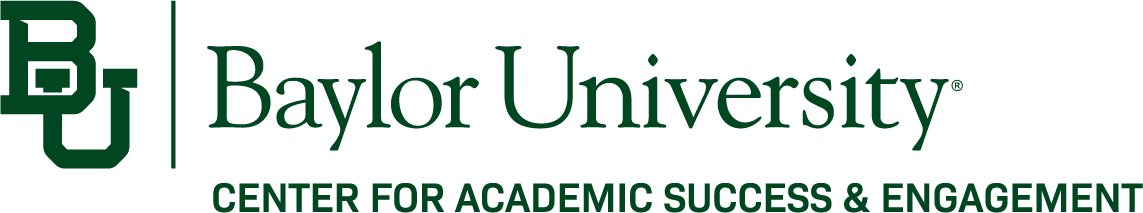 BU
Baylor University®
CENTER FOR ACADEMIC SUCCESS & ENGAGEMENT